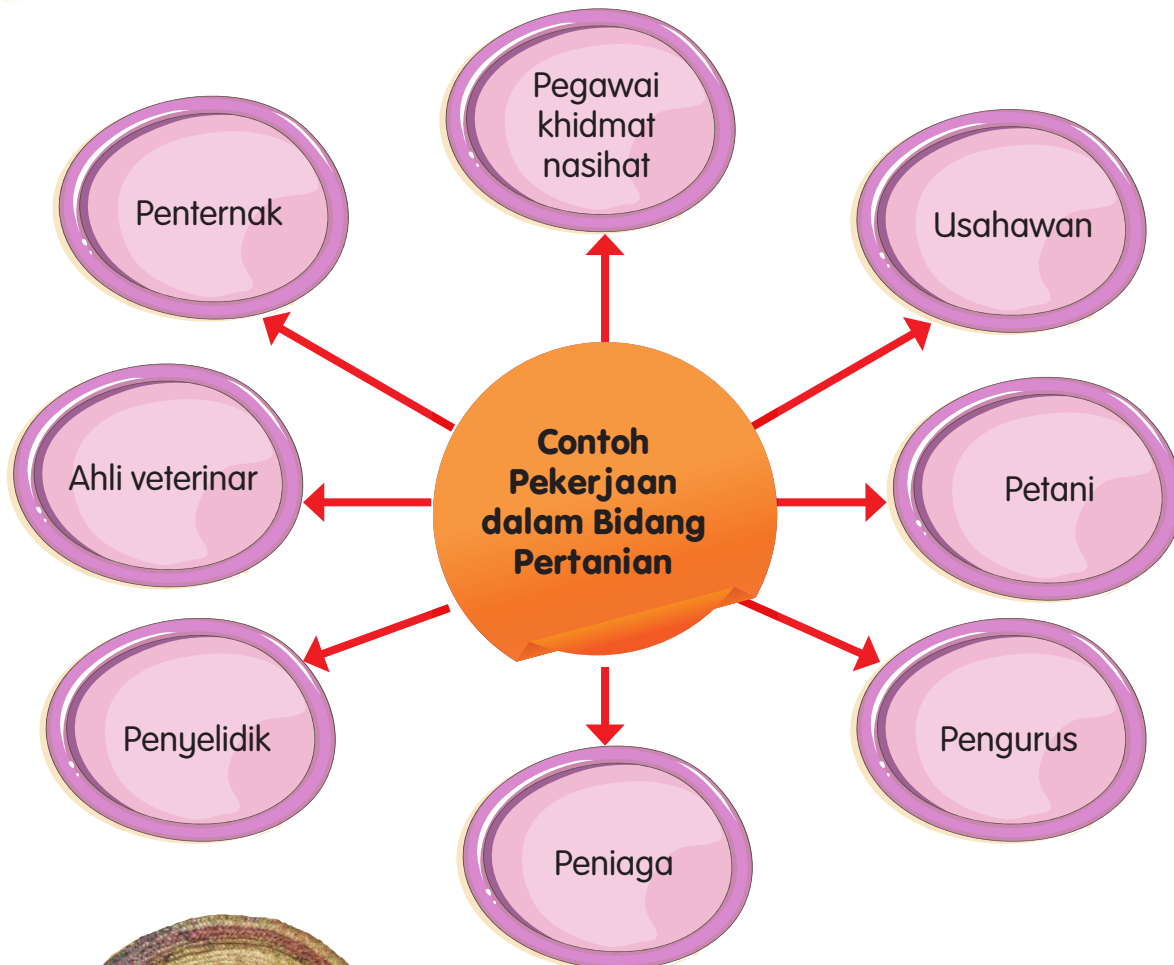 Pegawai
khidmat
nasihat
Penternak
Usahawan
Contoh
Pekerjaan
dalam Bidang
Pertanian
Ahli veterinar
Petani
Penyelidik
Pengurus
Peniaga